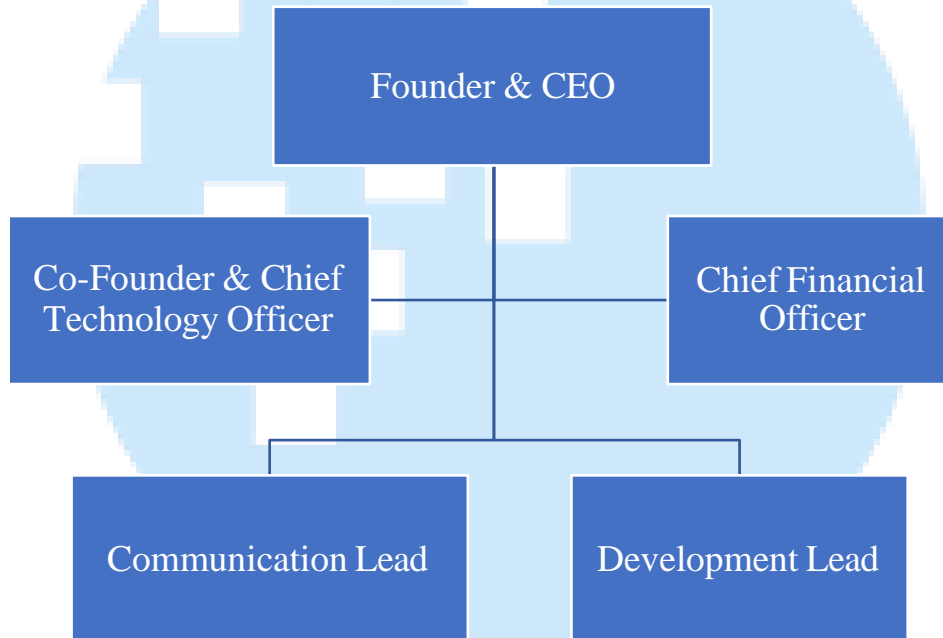 Founder & CEO
Co-Founder & Chief
Technology Officer
Chief Financial
Officer
Communication Lead
Development Lead